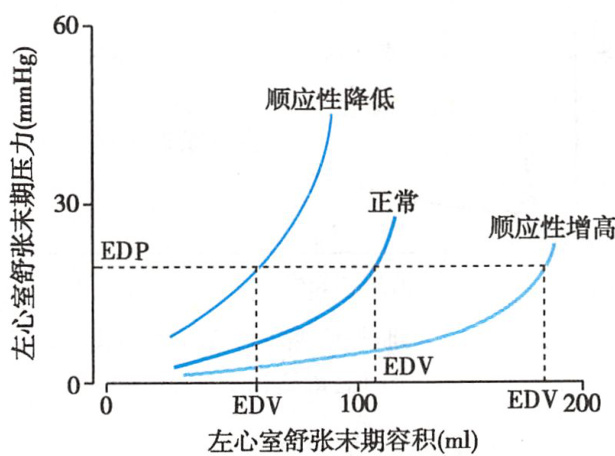 60
顺应性降低
正常
30
顺应性增高
EDP
EDV
0
0
EDV
100
EDV
200
左心室舒张末期容积(ml)
左心室舒张末期压力(mmHg)